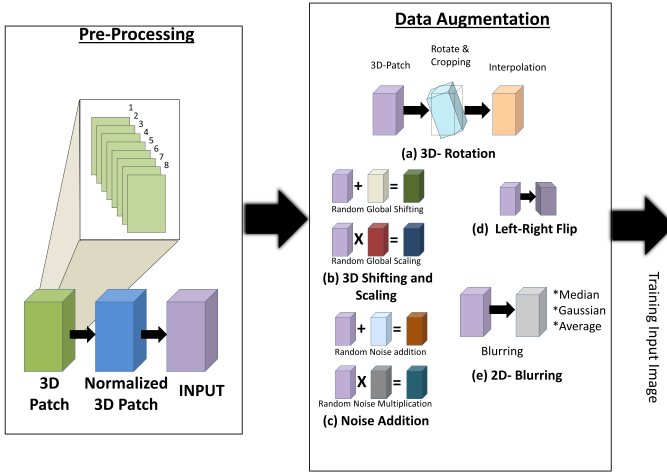 Pre-Processing
1
2
3
4
5
6
7
8
3D
Patch
Normalized
3D Patch
INPUT
Data Augmentation
3D-Patch
Rotate &
Cropping
Interpolation
(a) 3D- Rotation
+
=
Random Global Shifting
X
=
Random Global Scaling
(b) 3D Shifting and
Scaling
+
=
Random Noise addition
X
=
Random Noise Multiplication
(c) Noise Addition
(d) Left-Right Flip
*Median
*Gaussian
*Average
Blurring
(e) 2D- Blurring
Training Input Image